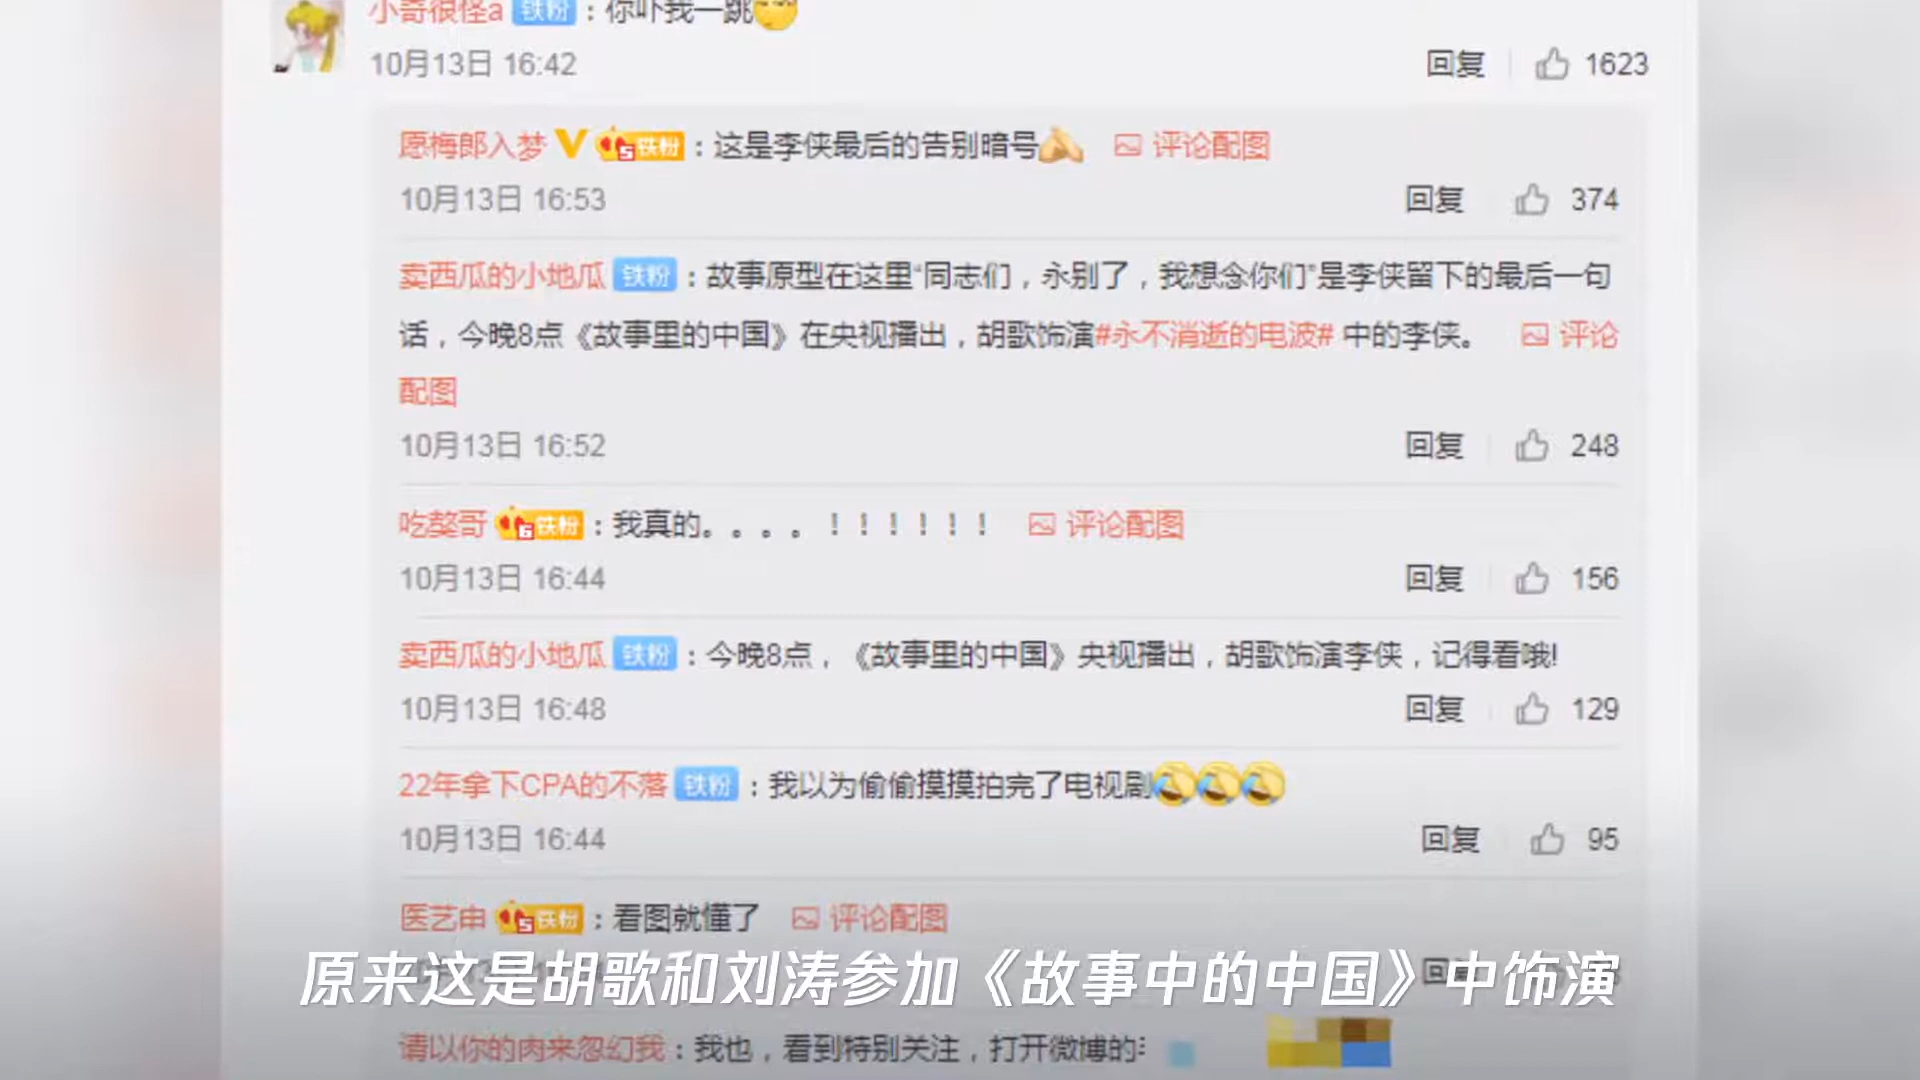 小奇很怪a 铁粉：你吓我一跳
10月13日 16:42 回复 1623
愿梅郎入梦 V 5铁粉：这是李侠最后的告别暗号 评论配图
10月13日 16:53 回复 374
卖西瓜的小地瓜 铁粉：故事原型在这里“同志们，永别了，我想念你们”是李侠留下的最后一句
话，今晚8点《故事里的中国》在央视播出，胡歌饰演#永不消逝的电波# 中的李侠。 评论
配图
10月13日 16:52 回复 248
吃嫯哥 6铁粉：我真的。。。。！！！！！！ 评论配图
10月13日 16:44 回复 156
卖西瓜的小地瓜 铁粉：今晚8点，《故事里的中国》央视播出，胡歌饰演李侠，记得看哦!
10月13日 16:48 回复 129
22年拿下CPA的不落 铁粉：我以为偷偷摸摸拍完了电视剧
10月13日 16:44 回复 95
医艺由 5铁粉：看图就懂了 评论配图
原来这是胡歌和刘涛参加《故事中的中国》中饰演
请以你的肉来忽幻我：我也，看到特别关注，打开微博的